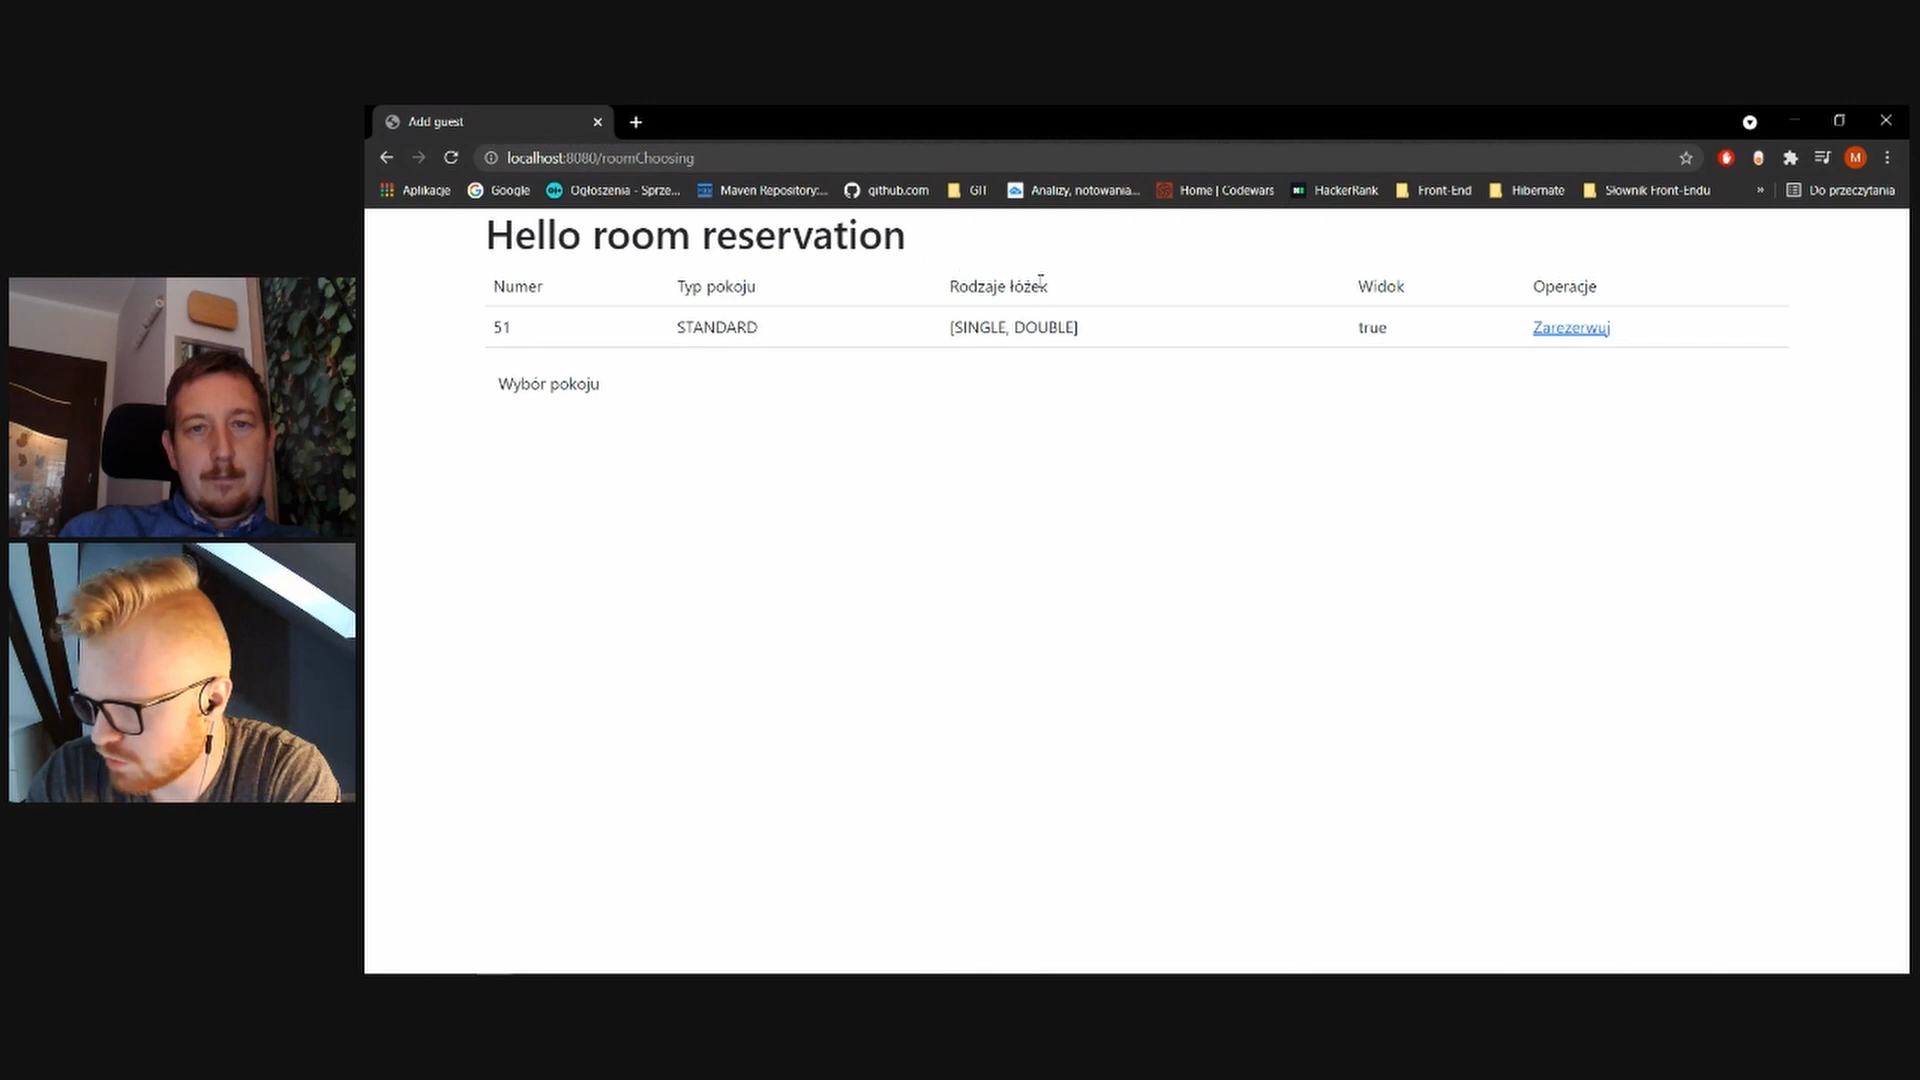 Add guest
localhost:8080/roomChoosing
M
Aplikacje
Google
Ogłoszenia - Sprze...
Maven Repository:...
github.com
GIT
Analizy, notowania...
Home | Codewars
HackerRank
Front-End
Hibernate
Słownik Front-Endu
»
Do przeczytania
Hello room reservation
Numer Typ pokoju Rodzaje łóżek Widok Operacje
51 STANDARD [SINGLE, DOUBLE] true Zarezerwuj
Wybór pokoju